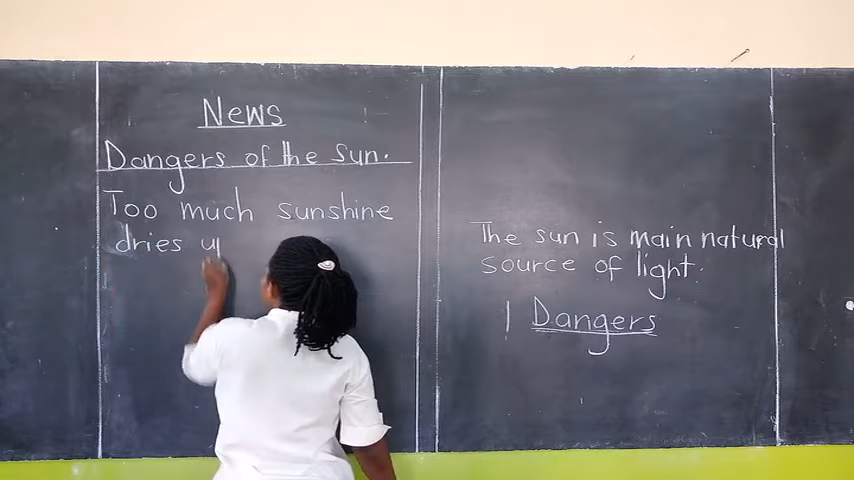 News
Dangers of the sun.
Too much sunshine
dries u
The sun is main natural
source of light.
1 Dangers